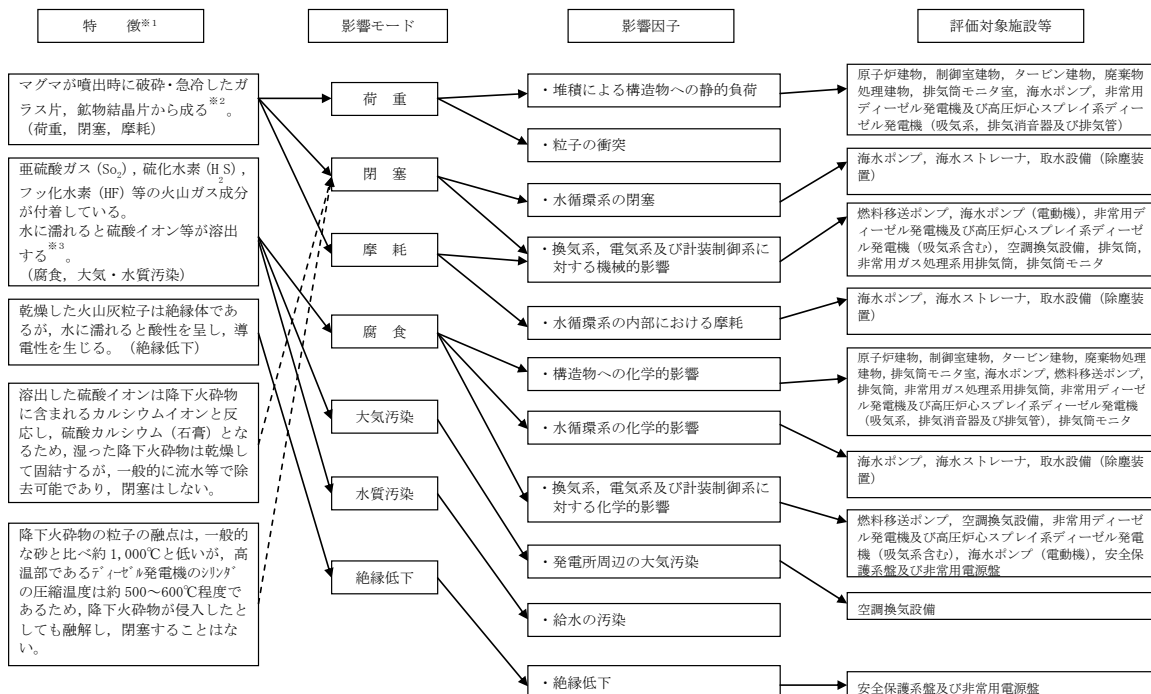 特　徴※1
影響モード
影響因子
評価対象施設等
マグマが噴出時に破砕・急冷したガ
ラス片，鉱物結晶片から成る※2。
（荷重，閉塞，摩耗）
亜硫酸ガス（So2），硫化水素（H2S），
フッ化水素（HF）等の火山ガス成分
が付着している。
水に濡れると硫酸イオン等が溶出
する※3。
（腐食，大気・水質汚染）
乾燥した火山灰粒子は絶縁体であ
るが，水に濡れると酸性を呈し，導
電性を生じる。（絶縁低下）
溶出した硫酸イオンは降下火砕物
に含まれるカルシウムイオンと反
応し，硫酸カルシウム（石膏）とな
るため，湿った降下火砕物は乾燥し
て固結するが，一般的に流水等で除
去可能であり，閉塞はしない。
降下火砕物の粒子の融点は，一般的
な砂と比べ約1,000℃と低いが，高
温部であるディーゼル発電機のシリンダ
の圧縮温度は約500～600℃程度で
あるため，降下火砕物が侵入したと
しても融解し，閉塞することはな
い。
荷　重
閉　塞
摩　耗
腐　食
大気汚染
水質汚染
絶縁低下
・堆積による構造物への静的負荷
・粒子の衝突
・水循環系の閉塞
・換気系，電気系及び計装制御系に
対する機械的影響
・水循環系の内部における摩耗
・構造物への化学的影響
・水循環系の化学的影響
・換気系，電気系及び計装制御系に
対する化学的影響
・発電所周辺の大気汚染
・給水の汚染
・絶縁低下
原子炉建物，制御室建物，タービン建物，廃棄物
処理建物，排気筒モニタ室，海水ポンプ，非常用
ディーゼル発電機及び高圧炉心スプレイ系ディー
ゼル発電機（吸気系，排気消音器及び排気管）
海水ポンプ，海水ストレーナ，取水設備（除塵装
置）
燃料移送ポンプ，海水ポンプ（電動機），非常用ディ
ーゼル発電機及び高圧炉心スプレイ系ディーゼ
ル発電機（吸気系含む），空調換気設備，排気筒，
非常用ガス処理系用排気筒，排気筒モニタ
海水ポンプ，海水ストレーナ，取水設備（除塵装
置）
原子炉建物，制御室建物，タービン建物，廃棄物処理
建物，排気筒モニタ室，海水ポンプ，燃料移送ポンプ，
排気筒，非常用ガス処理系用排気筒，非常用ディーゼ
ル発電機及び高圧炉心スプレイ系ディーゼル発電機
（吸気系，排気消音器及び排気管），排気筒モニタ
海水ポンプ，海水ストレーナ，取水設備（除塵装
置）
燃料移送ポンプ，空調換気設備，非常用ディーゼ
ル発電機及び高圧炉心スプレイ系ディーゼル発電
機（吸気系含む），海水ポンプ（電動機），安全保
護系盤及び非常用電源盤
空調換気設備
安全保護系盤及び非常用電源盤